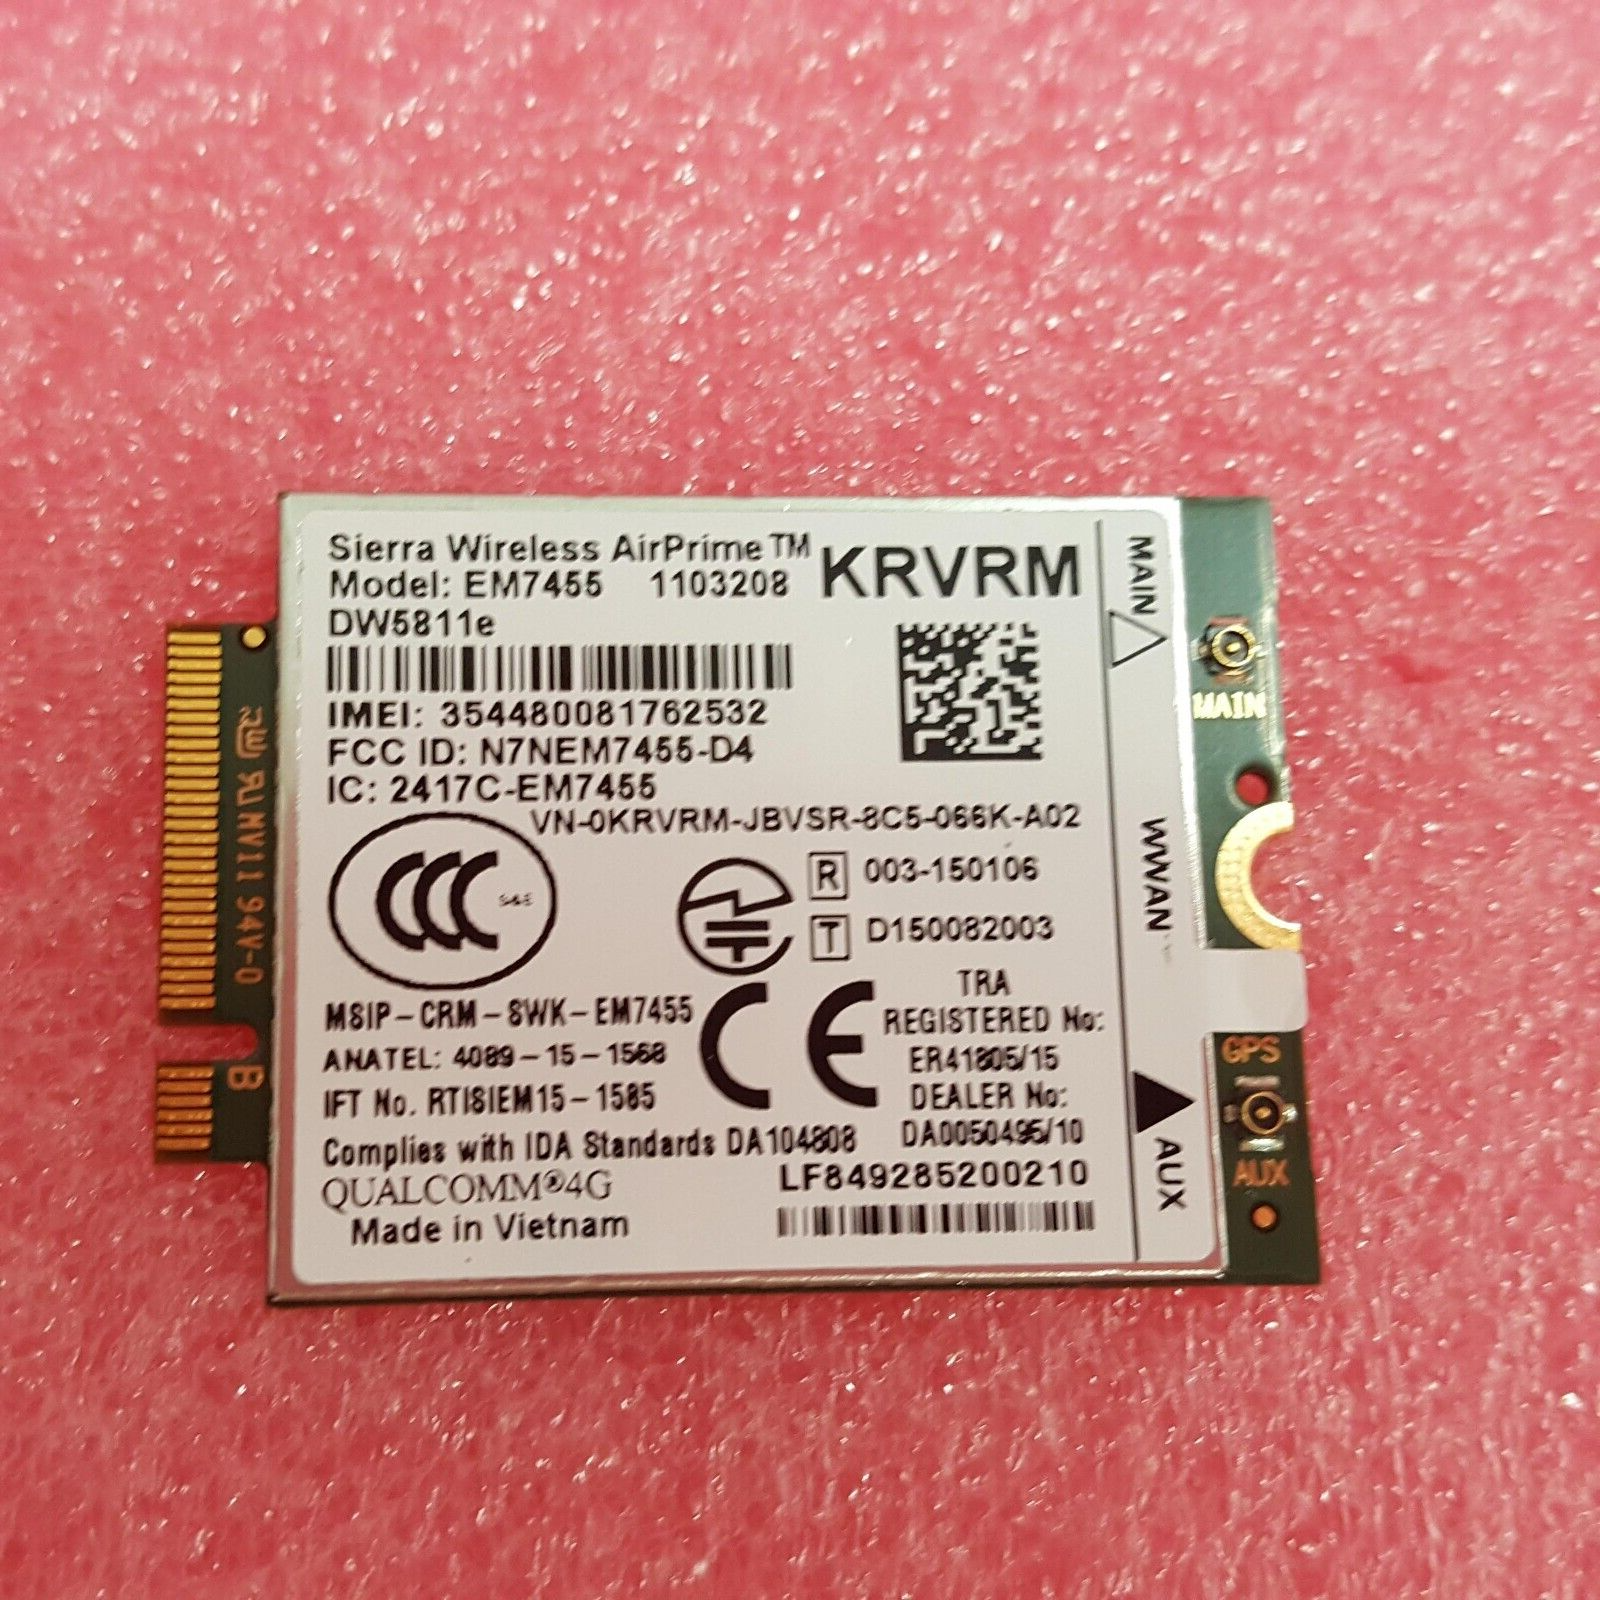 Sierra Wireless AirPrime™
KRVRM
Model: EM7455 1103208
DW5811e
IMEI: 354480081762532
FCC ID: N7NEM7455-D4
IC: 2417C-EM7455
VN-0KRVRM-JBVSR-8C5-066K-A02
CCC S&E
R 003-150106
T D150082003
MSIP-CRM-SWK-EM7455
ANATEL: 4089-15-1568
IFT No. RTISIEM15-1585
CE
TRA
REGISTERED No:
ER41805/15
DEALER No:
DA0050495/10
Complies with IDA Standards DA104808
QUALCOMM®4G
Made in Vietnam
LF849285200210
MAIN
WWAN
AUX
MAIN
GPS
AUX
MV11 94V-0
B